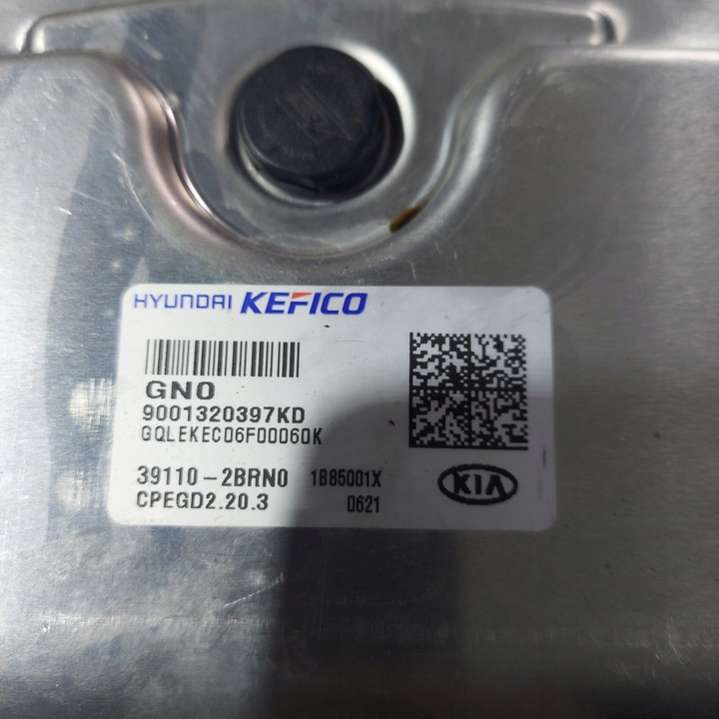 HYUNDAI KEFICO
GN0
9001320397KD
GQLEKEC06F00060K
39110-2BRN0 1B85001X
CPEGD2.20.3 0621
KIA